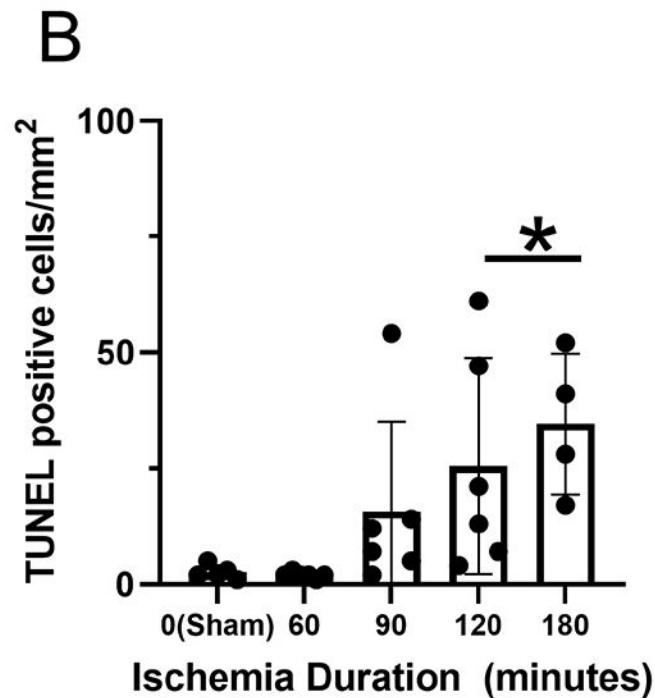 B
TUNEL positive cells/mm²
100
50
0
*
0(Sham) 60 90 120 180
Ischemia Duration (minutes)